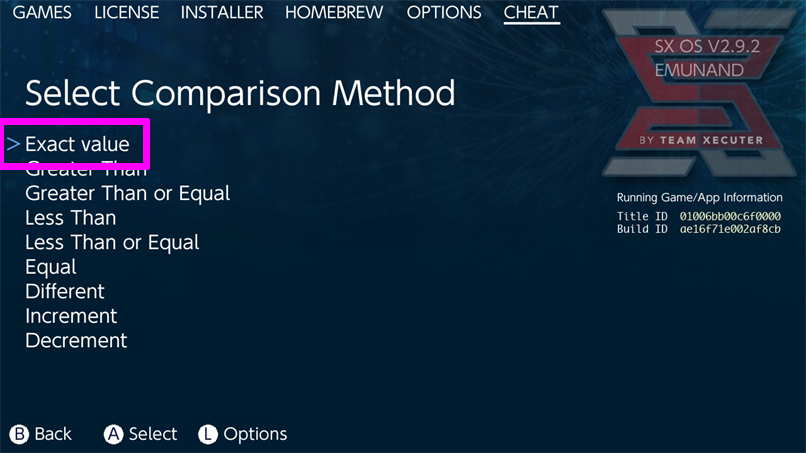 GAMES LICENSE INSTALLER HOMEBREW OPTIONS CHEAT
SX OS V2.9.2
EMUNAND
BY TEAM XECUTER
Select Comparison Method
> Exact value
Greater Than
Greater Than or Equal
Less Than
Less Than or Equal
Equal
Different
Increment
Decrement
Running Game/App Information
Title ID 01006bb00c6f0000
Build ID ae16f71e002af8cb
B Back A Select L Options